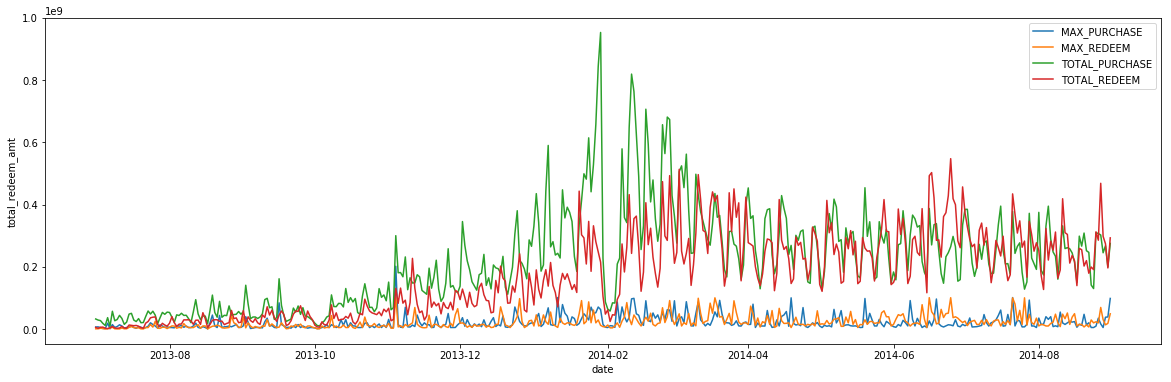 1e9
1.0
0.8
0.6
0.4
0.2
0.0
total_redeem_amt
2013-08 2013-10 2013-12 2014-02 2014-04 2014-06 2014-08
date
MAX_PURCHASE
MAX_REDEEM
TOTAL_PURCHASE
TOTAL_REDEEM